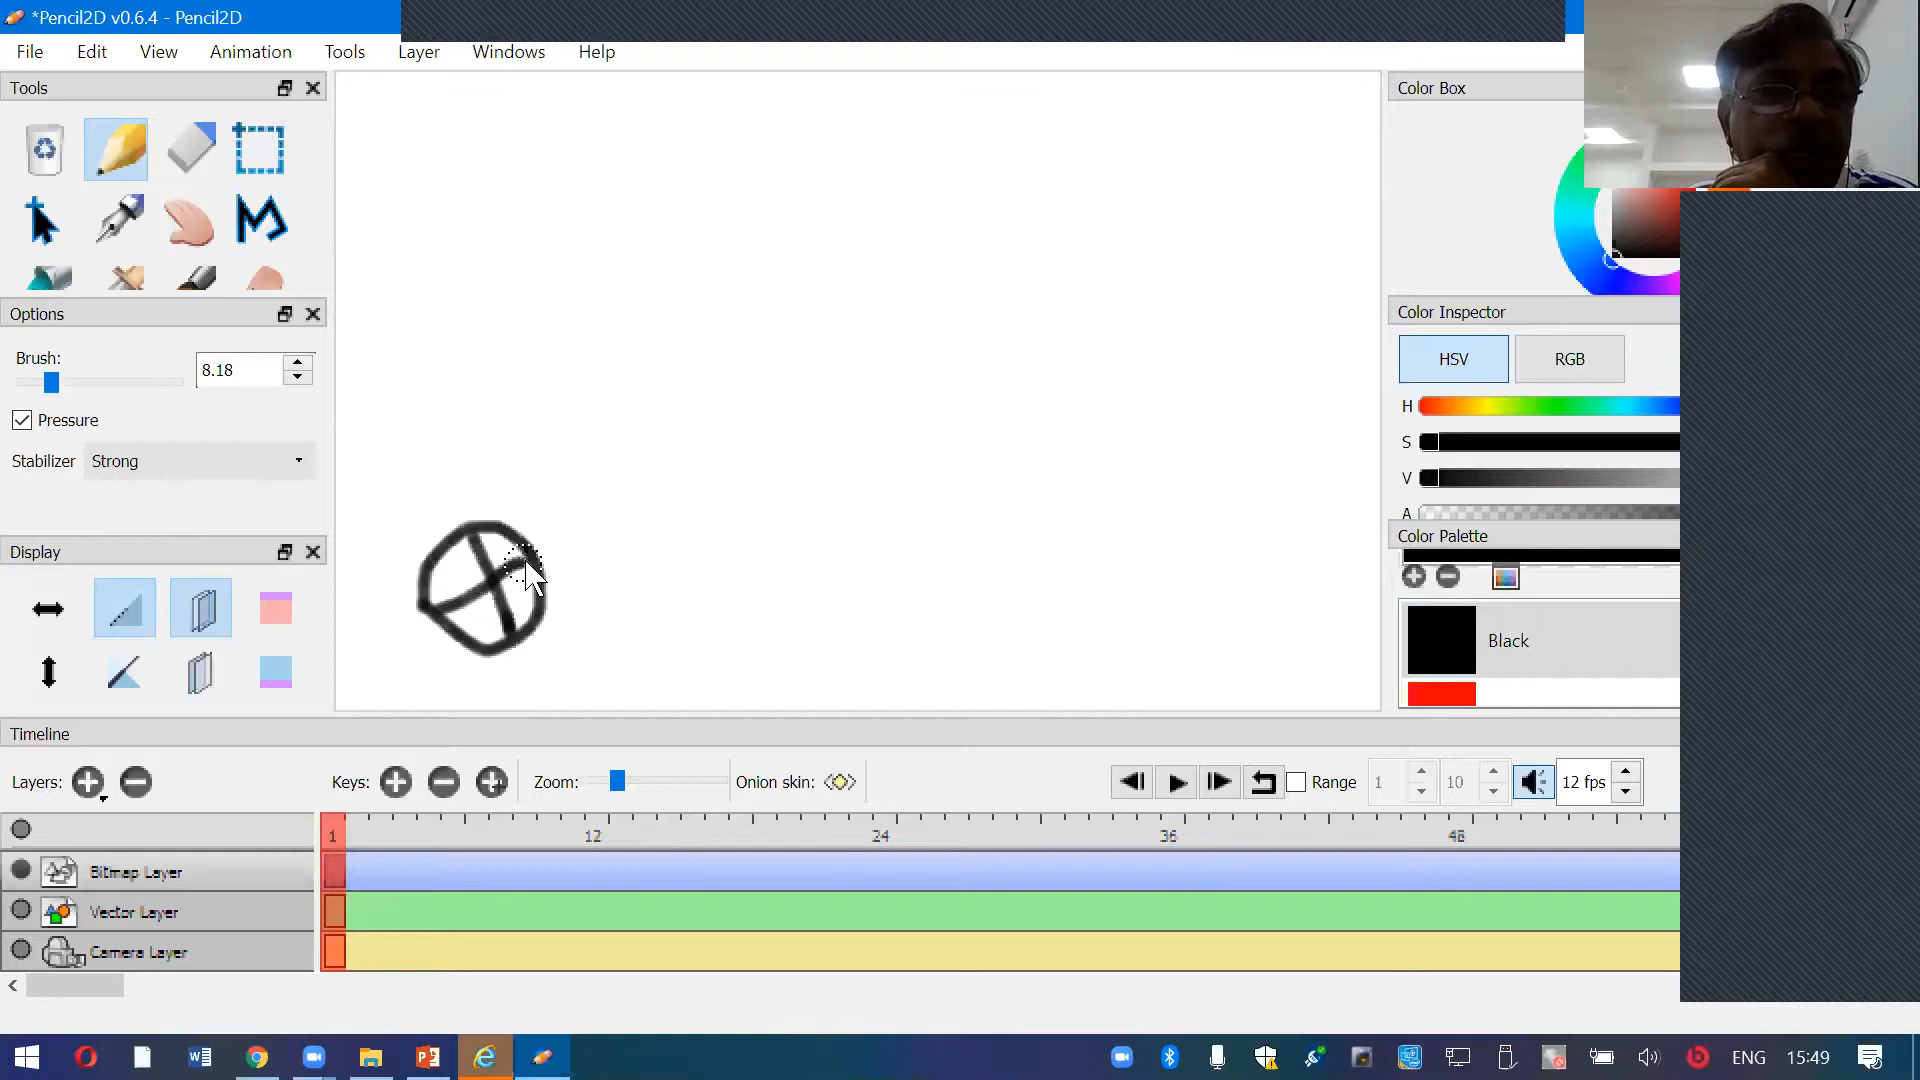 *Pencil2D v0.6.4 - Pencil2D
File Edit View Animation Tools Layer Windows Help
Tools
Color Box
Options
Color Inspector
Brush:
8.18
HSV
RGB
H
Pressure
S
Stabilizer
Strong
V
A
Color Palette
Display
Black
Timeline
Layers:
Keys:
Zoom:
Onion skin:
Range
1
10
12 fps
1
12
24
36
48
Bitmap Layer
Vector Layer
Camera Layer
ENG
15:49